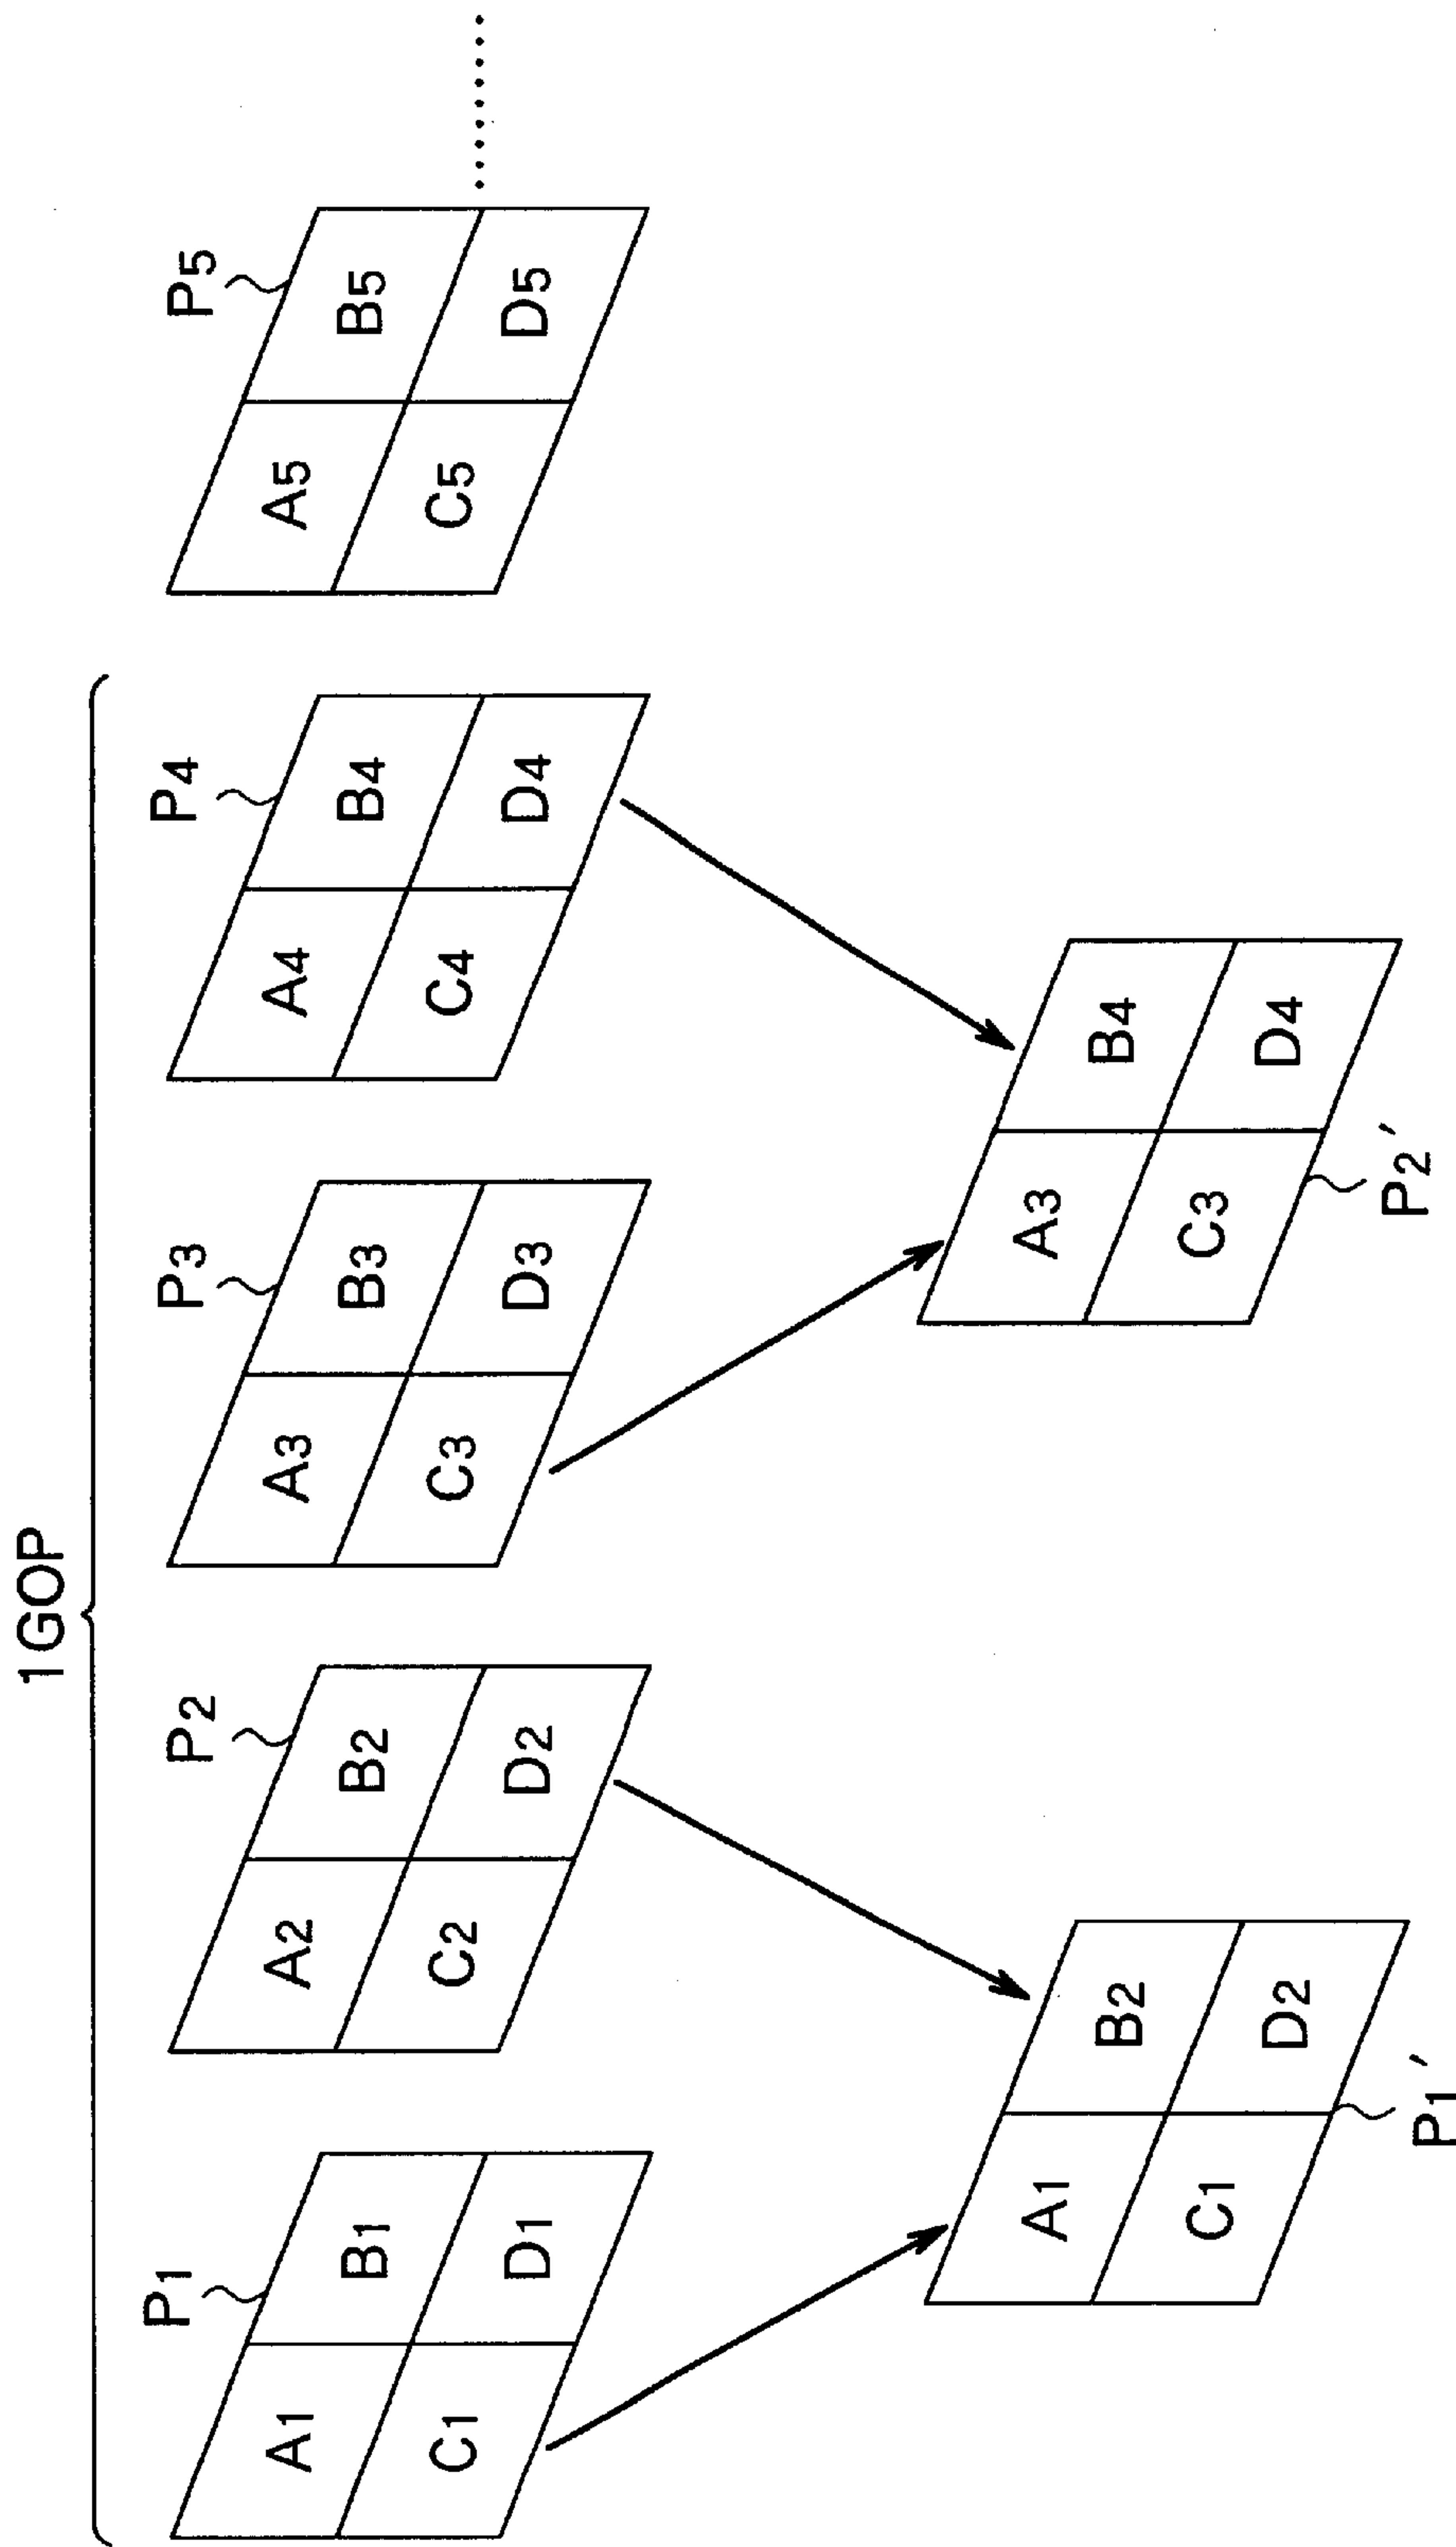 1GOP
P1
P2
P3
P4
P5
A1
B1
A2
B2
A3
B3
A4
B4
A5
B5
C1
D1
C2
D2
C3
D3
C4
D4
C5
D5
........
A1
B2
A3
B4
C1
D2
C3
D4
P1'
P2'